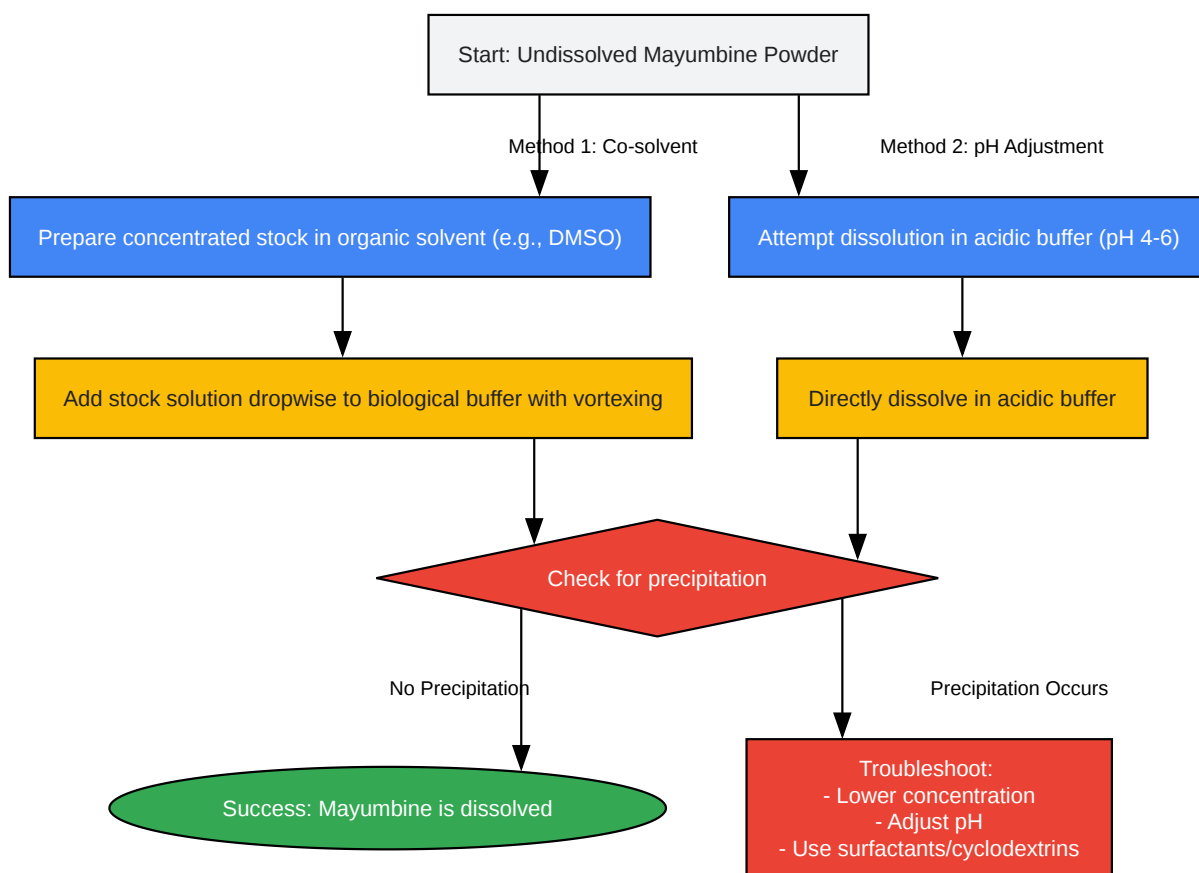 Start: Undissolved Mayumbine Powder
Method 1: Co-solvent
Method 2: pH Adjustment
Prepare concentrated stock in organic solvent (e.g., DMSO)
Attempt dissolution in acidic buffer (pH 4-6)
Add stock solution dropwise to biological buffer with vortexing
Directly dissolve in acidic buffer
Check for precipitation
No Precipitation
Precipitation Occurs
Success: Mayumbine is dissolved
Troubleshoot:
- Lower concentration
- Adjust pH
- Use surfactants/cyclodextrins